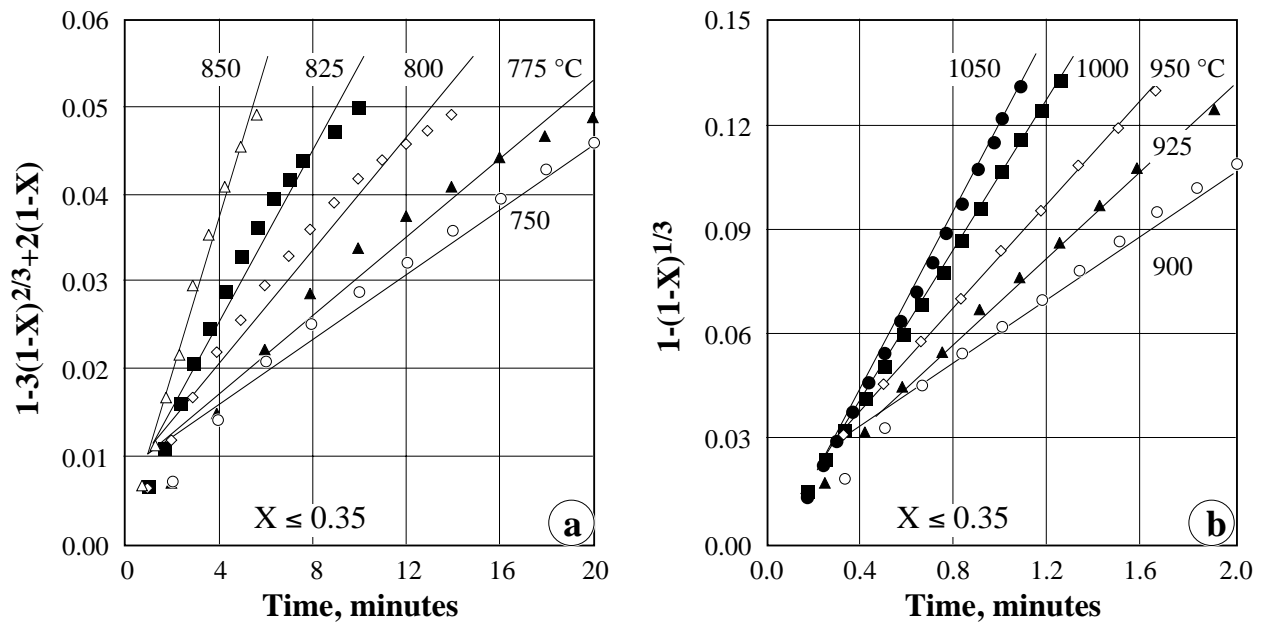 0.06
0.05
0.04
0.03
0.02
0.01
0.00
1-3(1-X)2/3+2(1-X)
850 825 800 775 °C
750
X ≤ 0.35
a
0 4 8 12 16 20
Time, minutes
0.15
0.12
0.09
0.06
0.03
0.00
1-(1-X)1/3
1050 1000 950 °C
925
900
X ≤ 0.35
b
0.0 0.4 0.8 1.2 1.6 2.0
Time, minutes